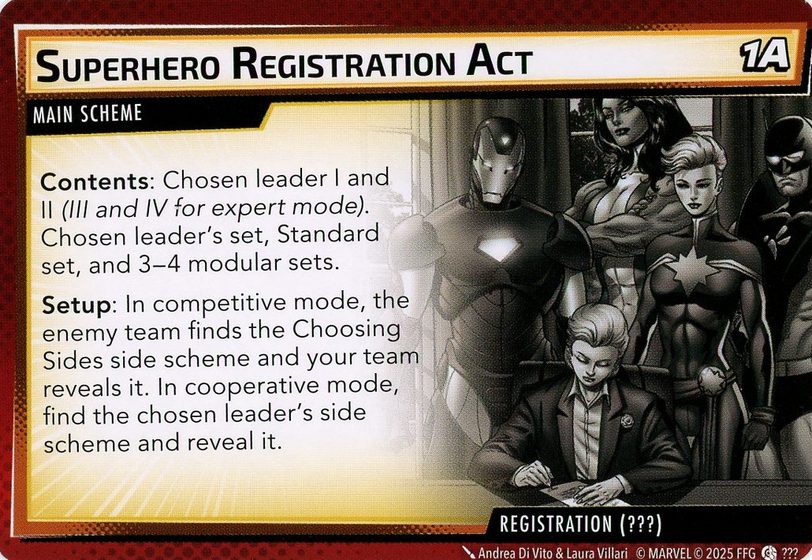 Superhero Registration Act
1A
MAIN SCHEME
Contents: Chosen leader I and
II (III and IV for expert mode).
Chosen leader's set, Standard
set, and 3–4 modular sets.
Setup: In competitive mode, the
enemy team finds the Choosing
Sides side scheme and your team
reveals it. In cooperative mode,
find the chosen leader's side
scheme and reveal it.
REGISTRATION (???)
Andrea Di Vito & Laura Villari © MARVEL © 2025 FFG ???